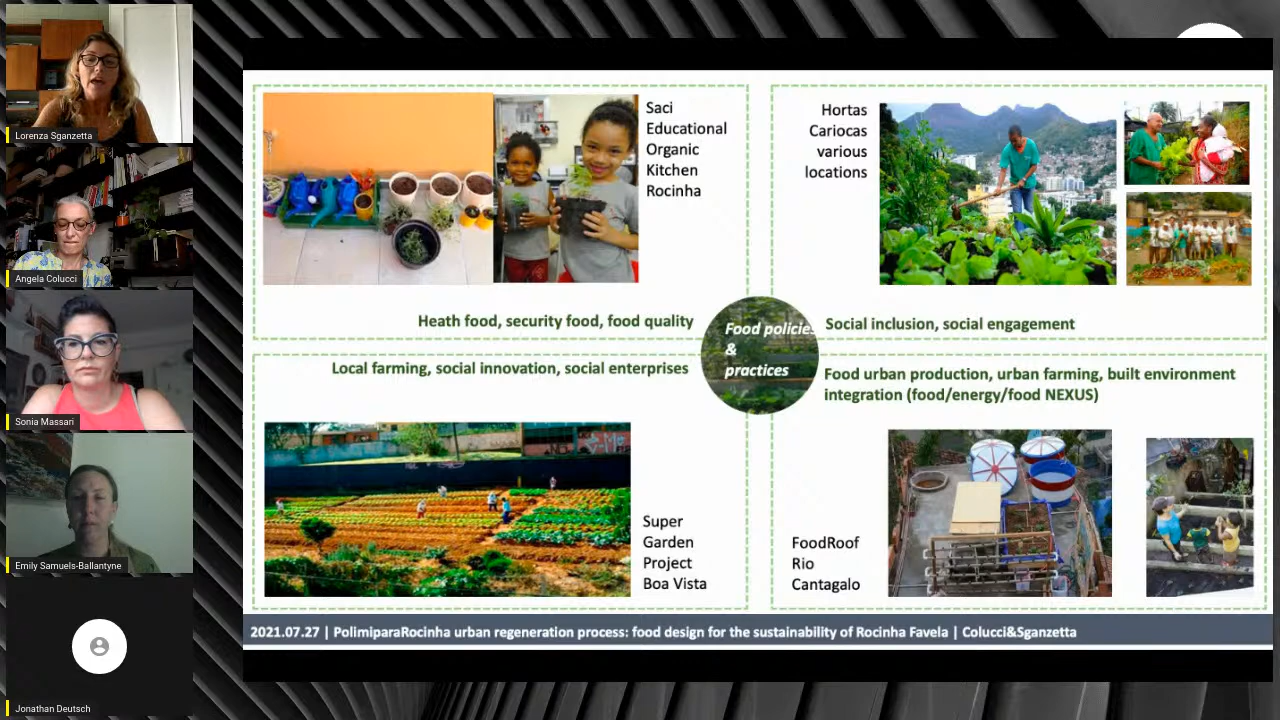 Lorenza Sganzetta
Angela Colucci
Sonia Massari
Emily Samuels-Ballantyne
Jonathan Deutsch
Saci
Educational
Organic
Kitchen
Rocinha
Heath food, security food, food quality
Hortas
Cariocas
various
locations
Social inclusion, social engagement
Food policies
&
practices
Local farming, social innovation, social enterprises
Super
Garden
Project
Boa Vista
Food urban production, urban farming, built environment
integration (food/energy/food NEXUS)
FoodRoof
Rio
Cantagalo
2021.07.27 | PolimiparaRocinha urban regeneration process: food design for the sustainability of Rocinha Favela | Colucci&Sganzetta